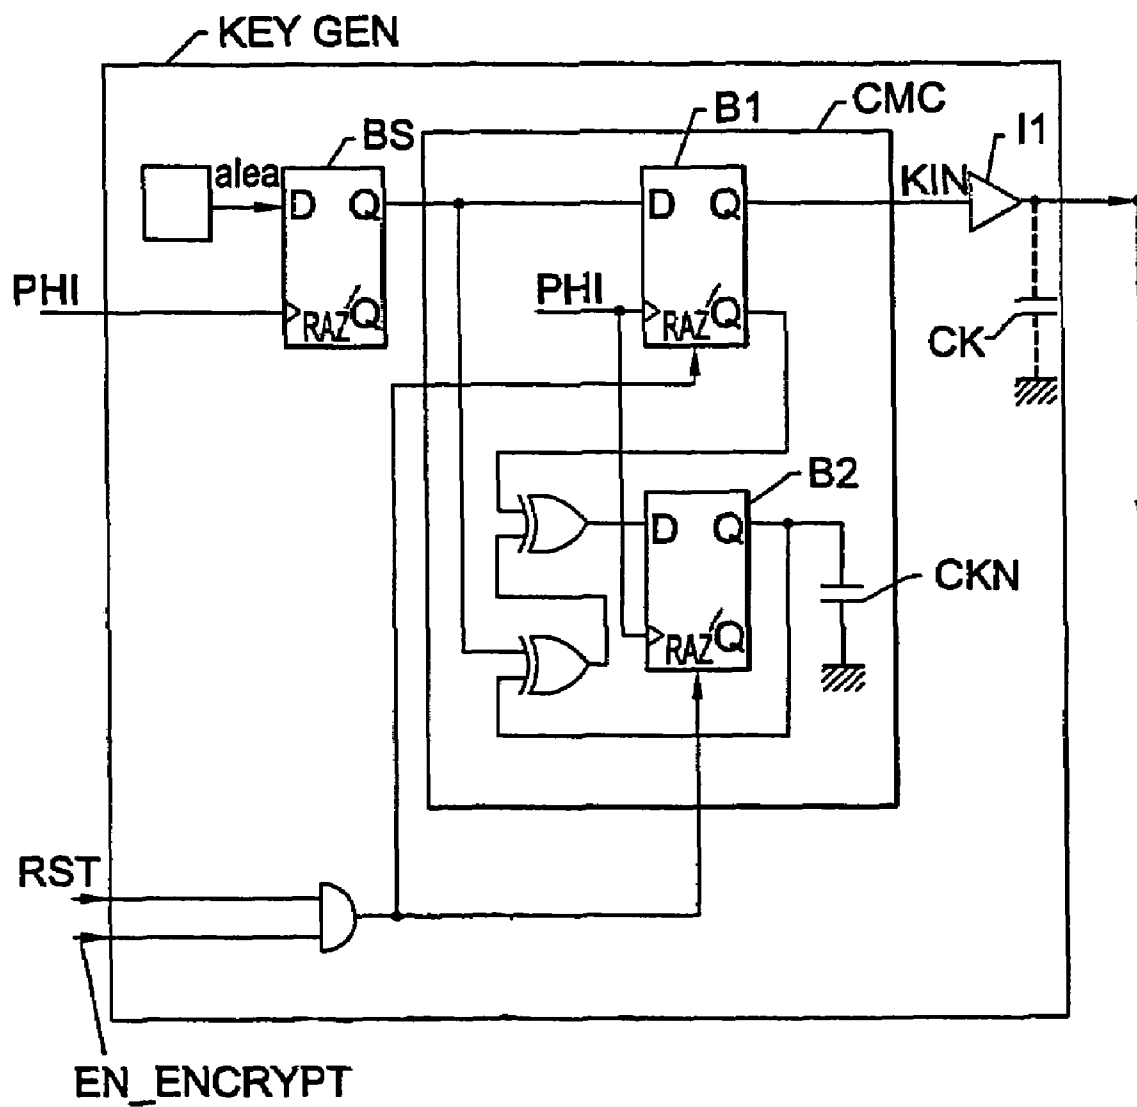 KEY GEN
CMC
B1
I1
BS
alea
KIN
D Q
D Q
PHI
PHI
RAZ /Q
RAZ /Q
CK
B2
D Q
CKN
RAZ /Q
RST
EN_ENCRYPT